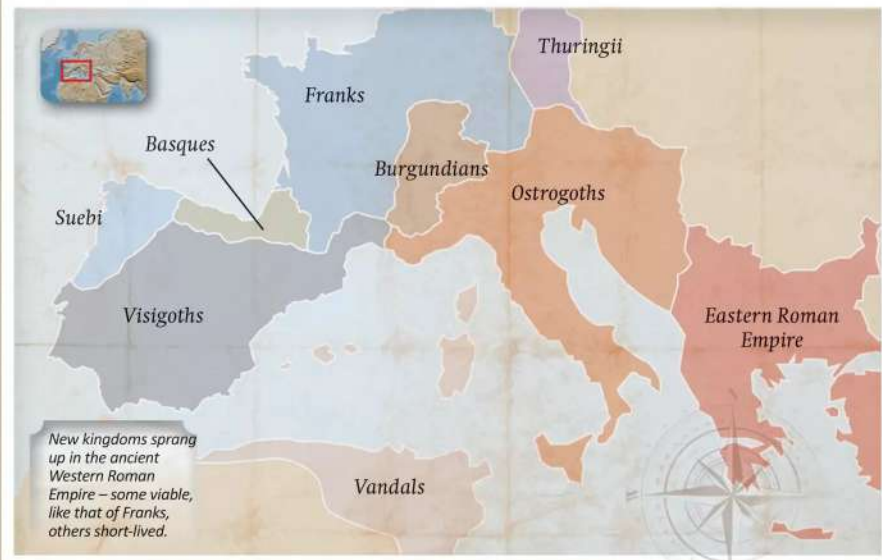 Thuringii
Franks
Basques
Burgundians
Ostrogoths
Suebi
Visigoths
Eastern Roman
Empire
Vandals
New kingdoms sprang
up in the ancient
Western Roman
Empire – some viable,
like that of Franks,
others short-lived.